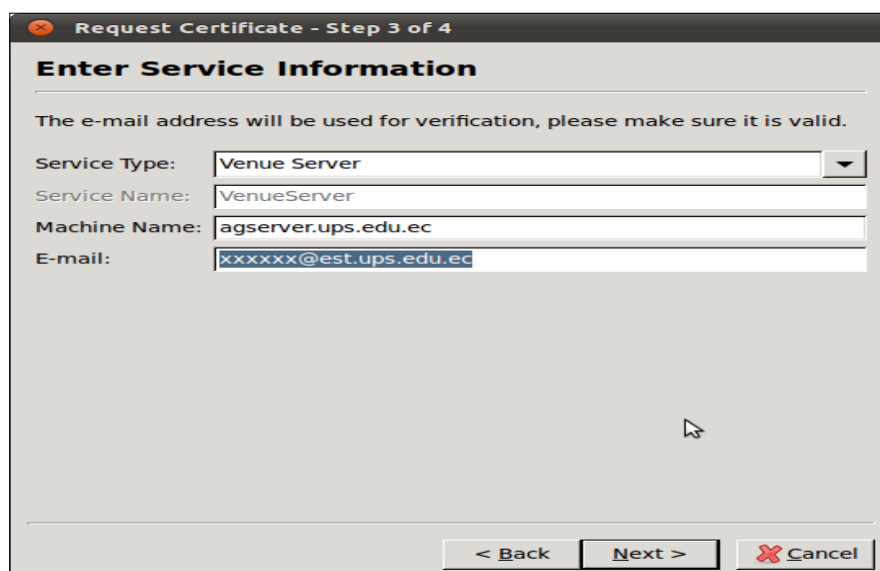 Request Certificate - Step 3 of 4
Enter Service Information
The e-mail address will be used for verification, please make sure it is valid.
Service Type: Venue Server
Service Name: VenueServer
Machine Name: agserver.ups.edu.ec
E-mail: xxxxxx@est.ups.edu.ec
< Back Next > Cancel